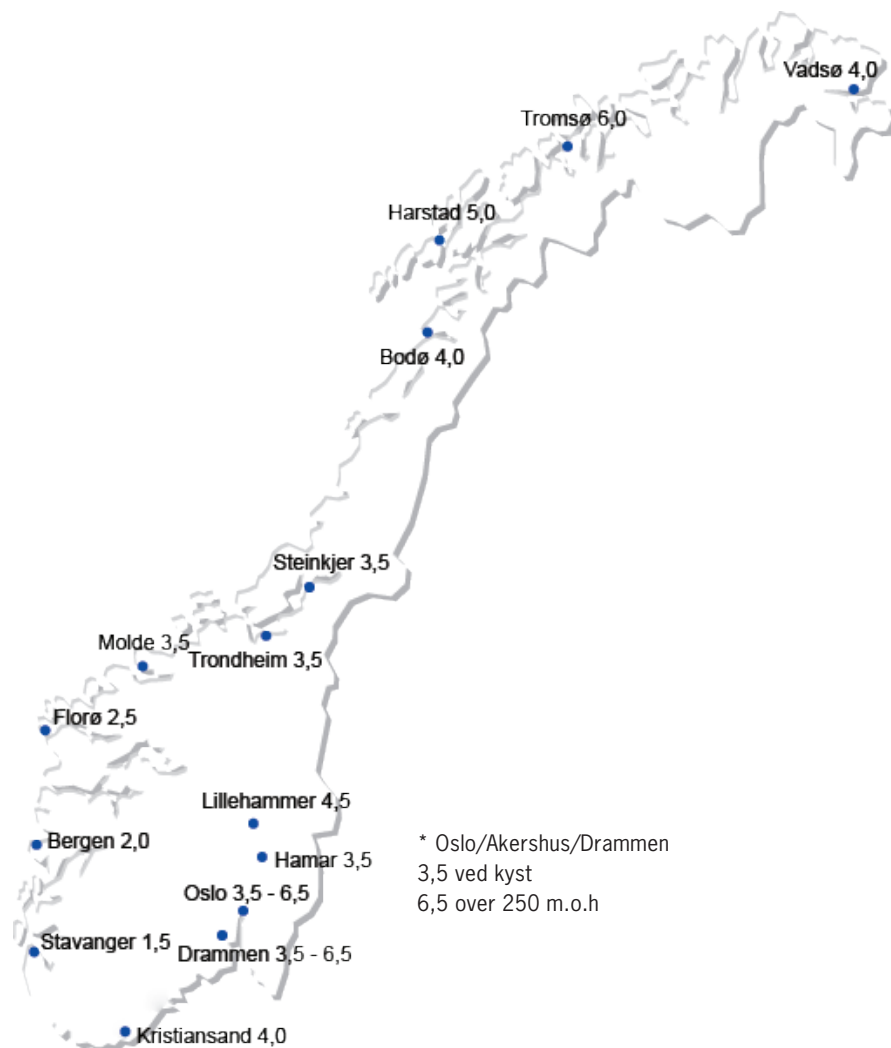 Vadsø 4,0
Tromsø 6,0
Harstad 5,0
Bodø 4,0
Steinkjer 3,5
Molde 3,5
Trondheim 3,5
Florø 2,5
Lillehammer 4,5
Bergen 2,0
Hamar 3,5
Oslo 3,5 - 6,5
Stavanger 1,5
Drammen 3,5 - 6,5
Kristiansand 4,0
* Oslo/Akershus/Drammen
3,5 ved kyst
6,5 over 250 m.o.h